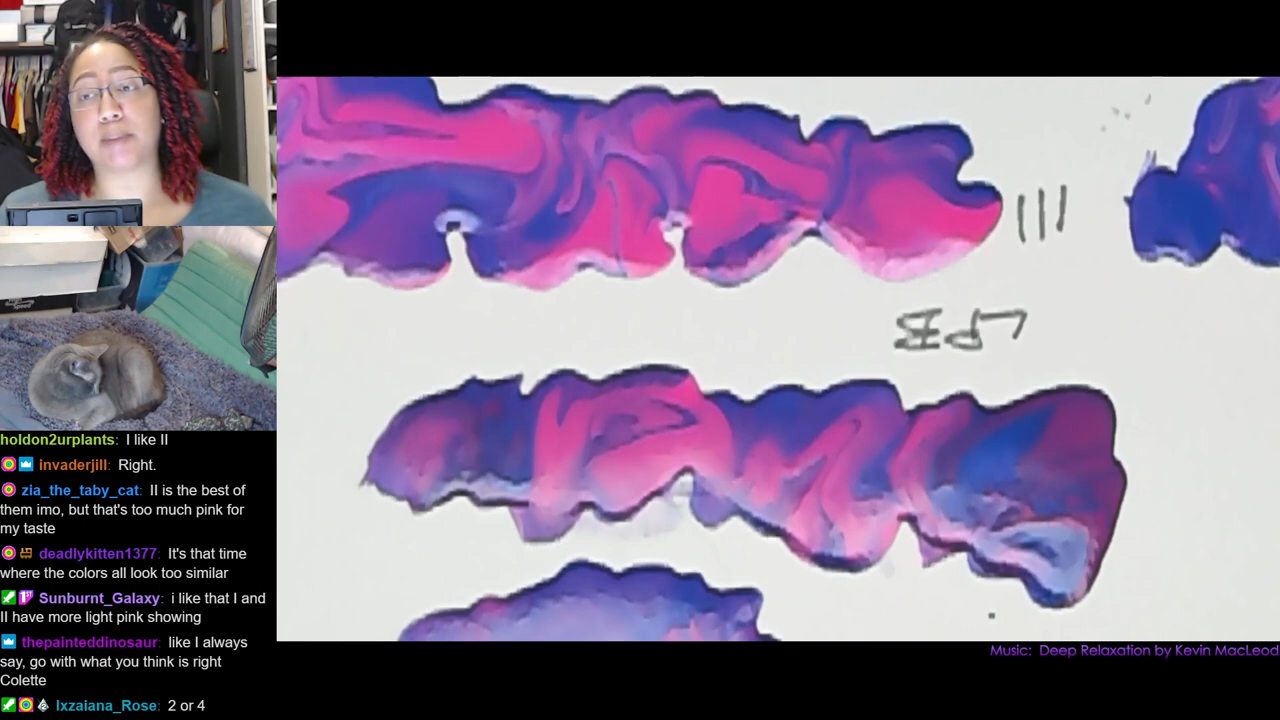 III
holdon2urplants: I like II
invaderjill: Right.
zia_the_taby_cat: II is the best of
them imo, but that's too much pink for
my taste
deadlykitten1377: It's that time
where the colors all look too similar
Sunburnt_Galaxy: i like that I and
II have more light pink showing
thepainteddinosaur: like I always
say, go with what you think is right
Colette
Ixzaiana_Rose: 2 or 4
Music: Deep Relaxation by Kevin MacLeod